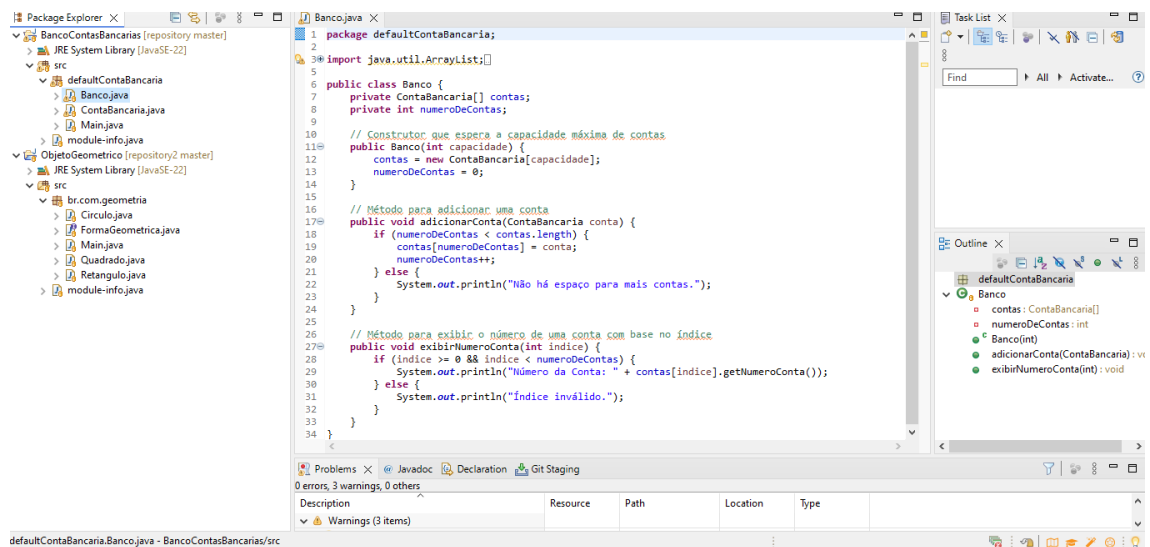 Package Explorer
BancoContasBancarias [repository master]
JRE System Library [JavaSE-22]
src
defaultContaBancaria
Banco.java
ContaBancaria.java
Main.java
module-info.java
ObjetoGeometrico [repository2 master]
JRE System Library [JavaSE-22]
src
br.com.geometria
Circulo.java
FormaGeometrica.java
Main.java
Quadrado.java
Retangulo.java
module-info.java
Banco.java
1 package defaultContaBancaria;
2
3 import java.util.ArrayList;
5
6 public class Banco {
7 private ContaBancaria[] contas;
8 private int numeroDeContas;
9
10 // Construtor que espera a capacidade máxima de contas
11 public Banco(int capacidade) {
12 contas = new ContaBancaria[capacidade];
13 numeroDeContas = 0;
14 }
15
16 // Método para adicionar uma conta
17 public void adicionarConta(ContaBancaria conta) {
18 if (numeroDeContas < contas.length) {
19 contas[numeroDeContas] = conta;
20 numeroDeContas++;
21 } else {
22 System.out.println("Não há espaço para mais contas.");
23 }
24 }
25
26 // Método para exibir o número de uma conta com base no índice
27 public void exibirNumeroConta(int indice) {
28 if (indice >= 0 && indice < numeroDeContas) {
29 System.out.println("Número da Conta: " + contas[indice].getNumeroConta());
30 } else {
31 System.out.println("Índice inválido.");
32 }
33 }
34 }
Task List
Find All Activate...
Outline
defaultContaBancaria
Banco
contas : ContaBancaria[]
numeroDeContas : int
Banco(int)
adicionarConta(ContaBancaria) : vo
exibirNumeroConta(int) : void
Problems Javadoc Declaration Git Staging
0 errors, 3 warnings, 0 others
Description Resource Path Location Type
Warnings (3 items)
defaultContaBancaria.Banco.java - BancoContasBancarias/src